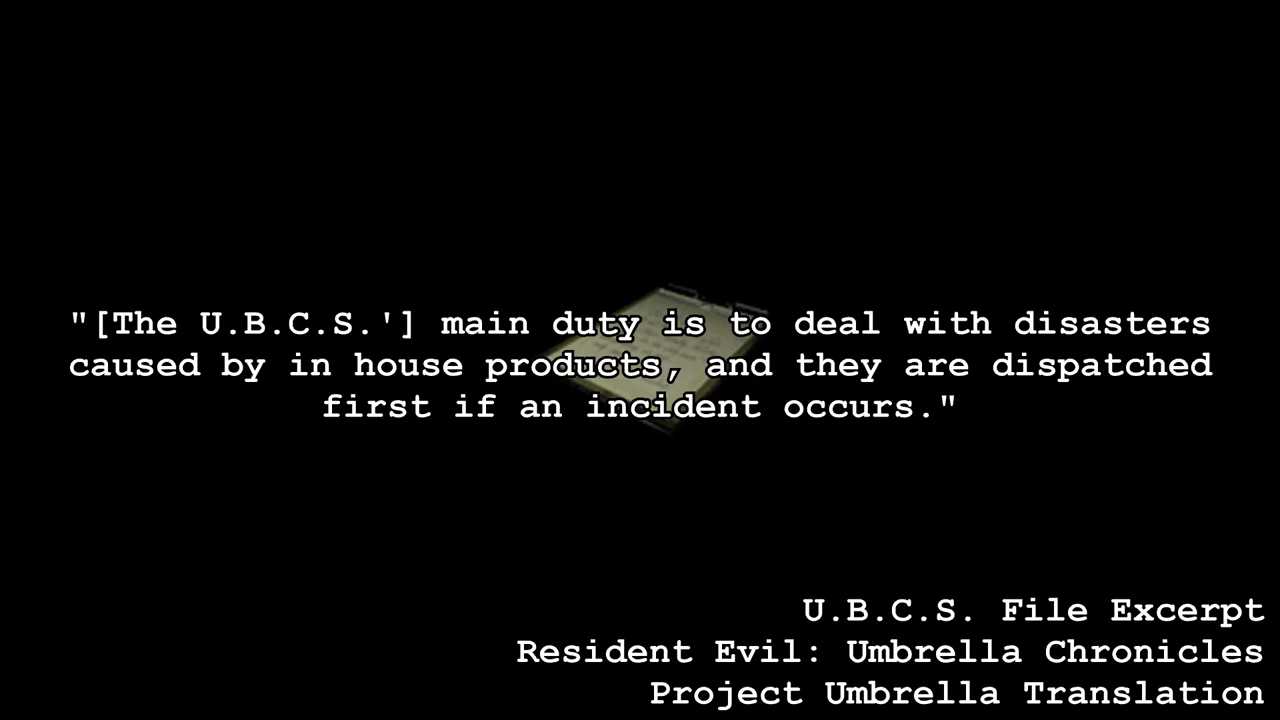 "[The U.B.C.S.'] main duty is to deal with disasters
caused by in house products, and they are dispatched
first if an incident occurs."
U.B.C.S. File Excerpt
Resident Evil: Umbrella Chronicles
Project Umbrella Translation